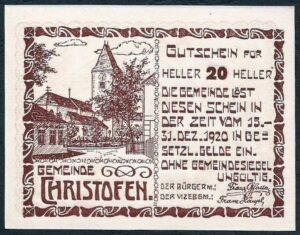 GUTSCHEIN FÜR
HELLER 20 HELLER
DIE GEMEINDE LÖST
DIESEN SCHEIN IN
DER ZEIT VOM 15.—
31. DEZ. 1920 IN GE-
SETZL. GELDE EIN.
OHNE GEMEINDESIEGEL
UNGÜLTIG.
DER BÜRGERM.:
DER VIZEBGM.: Franz
GEMEINDE
CHRISTOFEN.